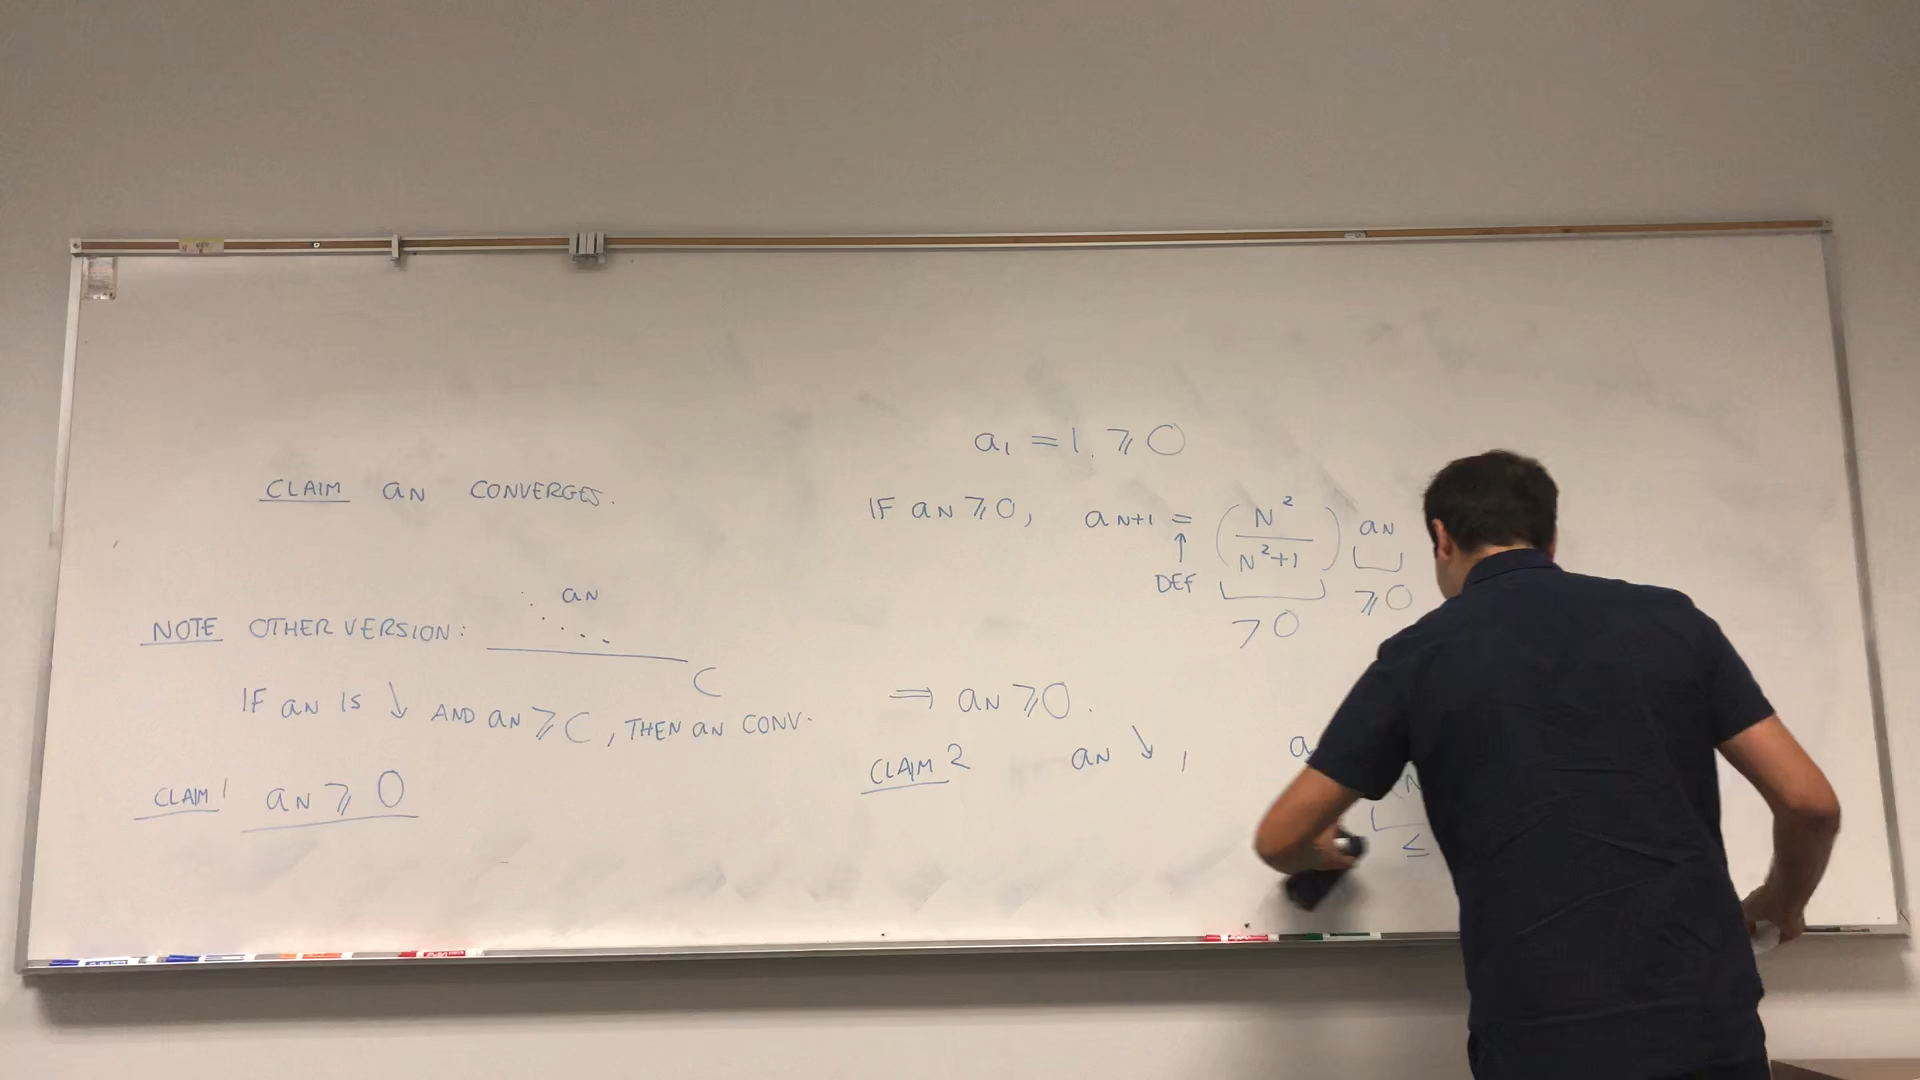 CLAIM aN CONVERGES.
aN
NOTE OTHER VERSION:
C
IF aN IS ↓ AND aN ⩾ C, THEN aN CONV.
CLAIM 1 aN ⩾ 0
a₁ = 1 ⩾ 0
IF aN ⩾ 0, aN+1 = (N²/(N²+1)) aN
↑ DEF
> 0 ⩾ 0
⟹ aN ⩾ 0.
CLAIM 2 aN ↓, a
(N
≤